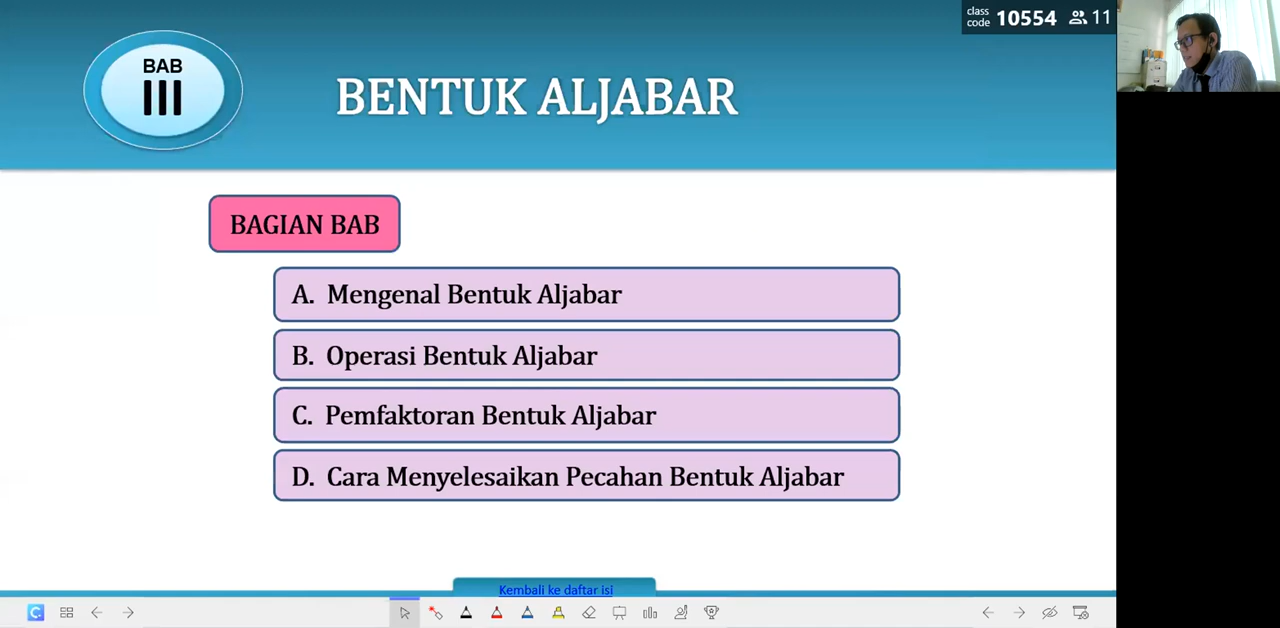 class code 10554 11
BAB
III
BENTUK ALJABAR
BAGIAN BAB
A. Mengenal Bentuk Aljabar
B. Operasi Bentuk Aljabar
C. Pemfaktoran Bentuk Aljabar
D. Cara Menyelesaikan Pecahan Bentuk Aljabar
Kembali ke daftar isi